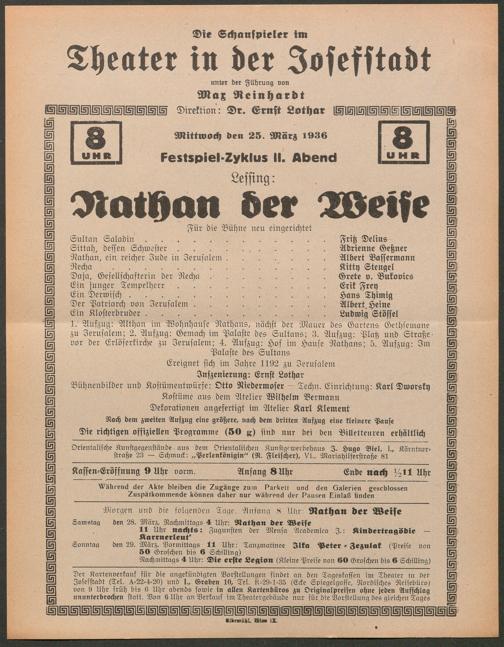 Die Schauspieler im
Theater in der Josefstadt
unter der Führung von
Max Reinhardt
Direktion: Dr. Ernst Lothar
8 UHR
Mittwoch den 25. März 1936
8 UHR
Festspiel-Zyklus II. Abend
Lessing:
Nathan der Weise
Für die Bühne neu eingerichtet
Sultan Saladin . . . . . . . . . . Fritz Delius
Sittah, dessen Schwester . . . . . . . . . . Adrienne Geßner
Nathan, ein reicher Jude in Jerusalem . . . . . . . . . . Albert Bassermann
Recha . . . . . . . . . . Kitty Stengel
Daja, Gesellschafterin der Recha . . . . . . . . . . Grete v. Bukovics
Ein junger Tempelherr . . . . . . . . . . Erik Frey
Ein Derwisch . . . . . . . . . . Hans Thimig
Der Patriarch von Jerusalem . . . . . . . . . . Albert Heine
Ein Klosterbruder . . . . . . . . . . Ludwig Stössel
1. Aufzug: Altan im Wohnhause Nathans, nächst der Mauer des Gartens Gethsemane
zu Jerusalem; 2. Aufzug: Gemach im Palaste des Sultans; 3. Aufzug: Platz und Straße
vor der Erlöserkirche zu Jerusalem; 4. Aufzug: Hof im Hause Nathans; 5. Aufzug: Im
Palaste des Sultans
Ereignet sich im Jahre 1192 zu Jerusalem
Inszenierung: Ernst Lothar
Bühnenbilder und Kostümentwürfe: Otto Niedermoser — Techn. Einrichtung: Karl Dworsky
Kostüme aus dem Atelier Wilhelm Bermann
Dekorationen angefertigt im Atelier Karl Klement
Nach dem zweiten Aufzug eine größere, nach dem dritten Aufzug eine kleinere Pause
Die richtigen offiziellen Programme (50 g) sind nur bei den Billetteuren erhältlich
Orientalische Kunstgegenstände aus dem Orientalischen Kunstgewerbehaus J. Hugo Biel, I., Kärntner-
straße 23 — Schmuck: „Perlenkönigin“ (R. Fleischer), VI., Mariahilferstraße 81
Kassen-Eröffnung 9 Uhr vorm. Anfang 8 Uhr Ende nach ½11 Uhr
Während der Akte bleiben die Zugänge zum Parkett und den Galerien geschlossen
Zuspätkommende können daher nur während der Pausen Einlaß finden
Morgen und die folgenden Tage. Anfang 8 Uhr Nathan der Weise
Samstag den 28. März, Nachmittags 4 Uhr: Nathan der Weise
11 Uhr nachts: Jugusten der Mensa Academica J.: Kindertragödie —
Karrnerleut'
Sonntag den 29. März, Vormittags 11 Uhr: Tanzmatinee Ilka Peter - Jezulak (Preise von
50 Groschen bis 6 Schilling)
Nachmittags 4 Uhr: Die erste Legion (Kleine Preise von 60 Groschen bis 6 Schilling)
Der Kartenverkauf für die angekündigten Vorstellungen findet an den Tageskassen im Theater in der
Josefstadt (Tel. A-22-4-20) und I., Graben 10, Tel. R-29-1-35 (Ecke Spiegelgasse, Nordisches Reisebüro)
von 9 Uhr früh bis 6 Uhr abends sowie in allen Kartenbüros zu Originalpreisen ohne jeden Aufschlag
ununterbrochen statt. Von 6 Uhr an Verkauf im Theatergebäude nur für die Vorstellung des gleichen Tages
Elbemühl, Wien IX.